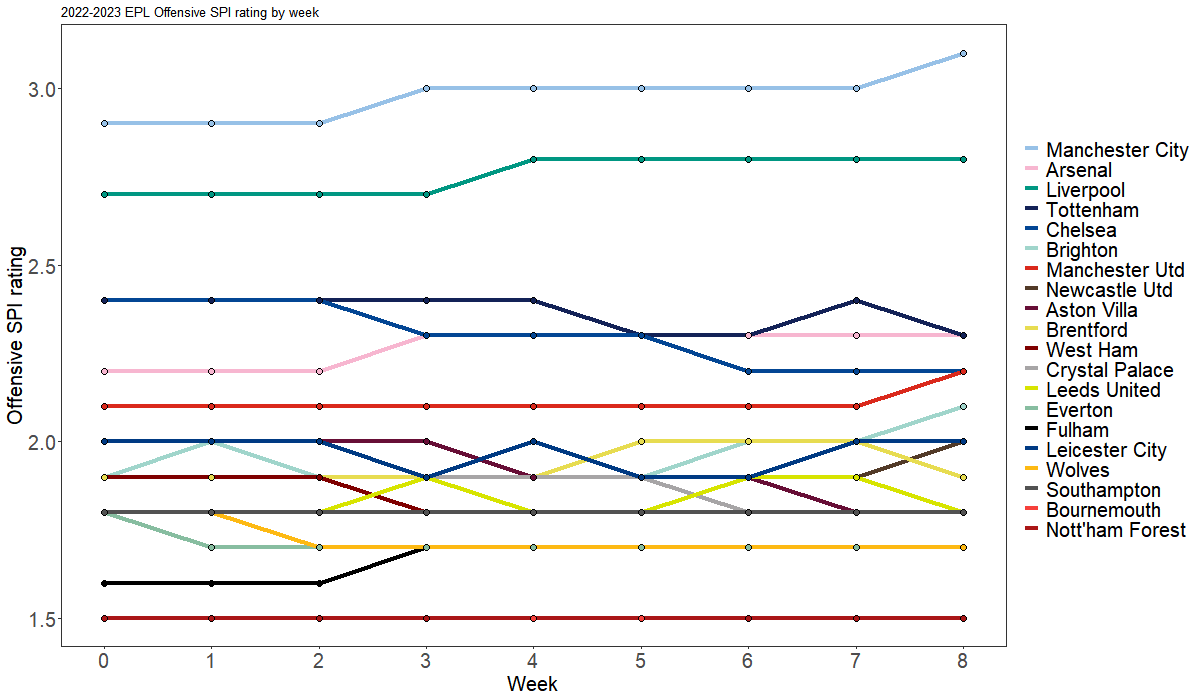 2022-2023 EPL Offensive SPI rating by week
3.0
2.5
2.0
1.5
Offensive SPI rating
0 1 2 3 4 5 6 7 8
Week
Manchester City
Arsenal
Liverpool
Tottenham
Chelsea
Brighton
Manchester Utd
Newcastle Utd
Aston Villa
Brentford
West Ham
Crystal Palace
Leeds United
Everton
Fulham
Leicester City
Wolves
Southampton
Bournemouth
Nott'ham Forest